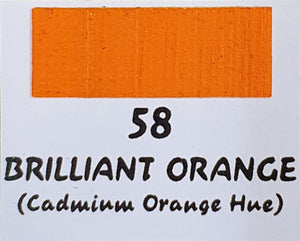 58
BRILLIANT ORANGE
(Cadmium Orange Hue)